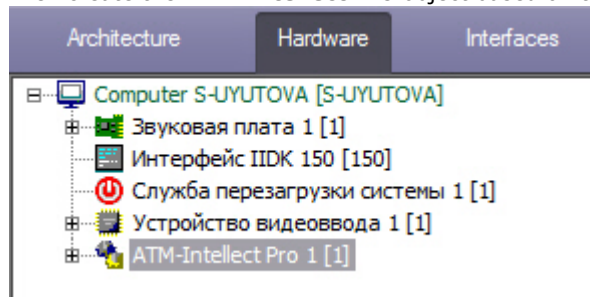 Architecture Hardware Interfaces
Computer S-UYUTOVA [S-UYUTOVA]
Звуковая плата 1 [1]
Интерфейс IIDK 150 [150]
Служба перезагрузки системы 1 [1]
Устройство видеоввода 1 [1]
ATM-Intellect Pro 1 [1]